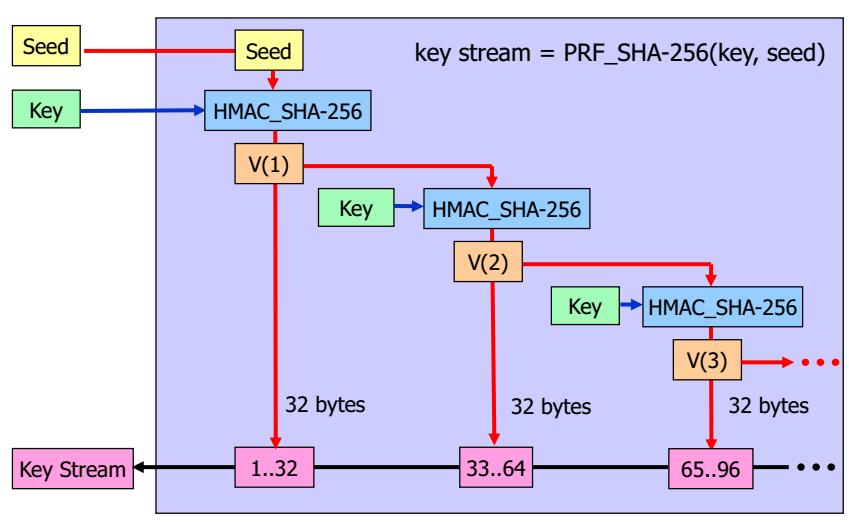 Seed
Seed
key stream = PRF_SHA-256(key, seed)
Key
HMAC_SHA-256
V(1)
Key
HMAC_SHA-256
V(2)
Key
HMAC_SHA-256
V(3)
32 bytes
32 bytes
32 bytes
Key Stream
1..32
33..64
65..96